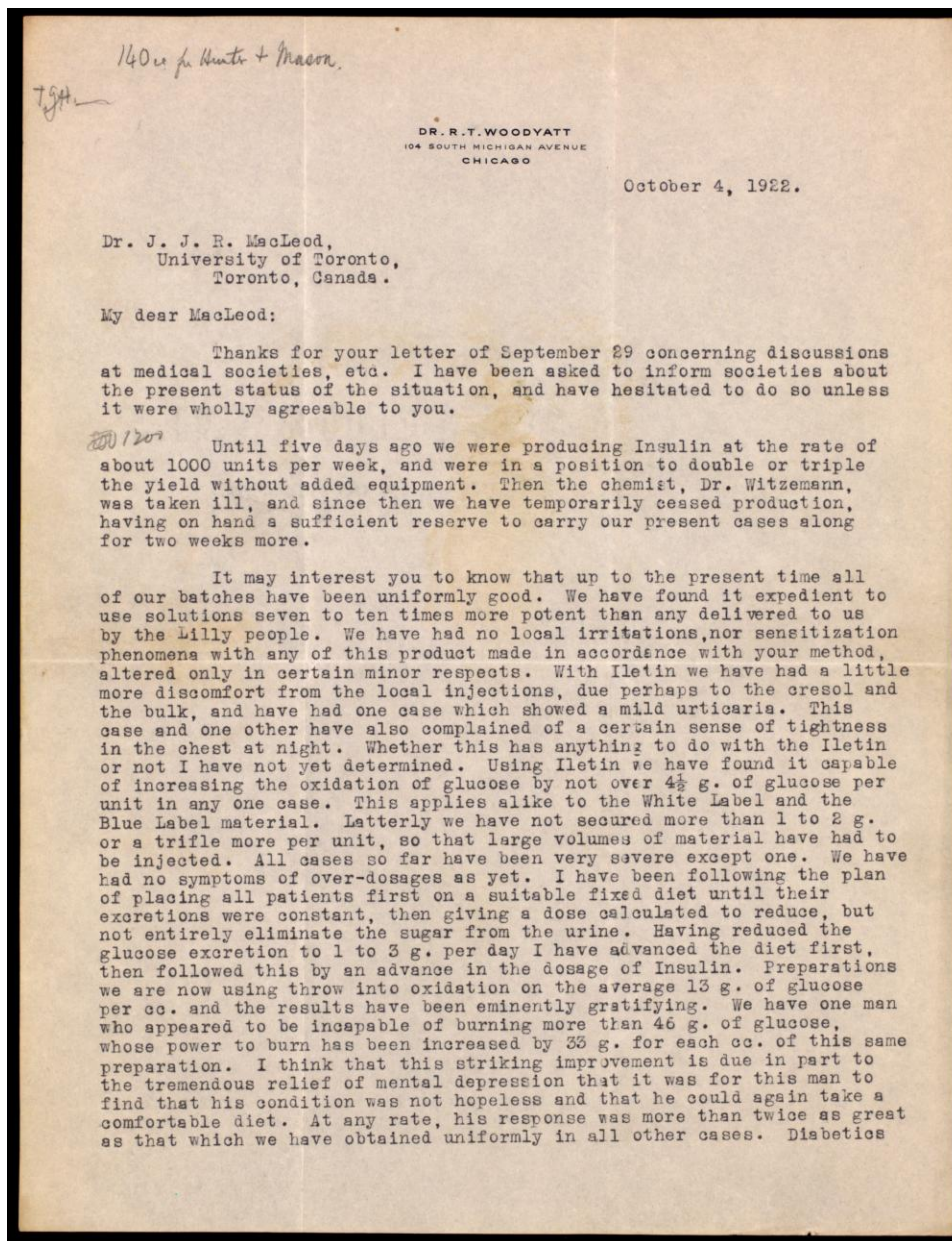 140 cc for Hunter + Mason.
DR. R. T. WOODYATT
104 SOUTH MICHIGAN AVENUE
CHICAGO
October 4, 1922.
Dr. J. J. R. MacLeod,
University of Toronto,
Toronto, Canada.
My dear MacLeod:
Thanks for your letter of September 29 concerning discussions
at medical societies, etc. I have been asked to inform societies about
the present status of the situation, and have hesitated to do so unless
it were wholly agreeable to you.
1200
Until five days ago we were producing Insulin at the rate of
about 1000 units per week, and were in a position to double or triple
the yield without added equipment. Then the chemist, Dr. Witzemann,
was taken ill, and since then we have temporarily ceased production,
having on hand a sufficient reserve to carry our present cases along
for two weeks more.
It may interest you to know that up to the present time all
of our batches have been uniformly good. We have found it expedient to
use solutions seven to ten times more potent than any delivered to us
by the Lilly people. We have had no local irritations,nor sensitization
phenomena with any of this product made in accordance with your method,
altered only in certain minor respects. With Iletin we have had a little
more discomfort from the local injections, due perhaps to the cresol and
the bulk, and have had one case which showed a mild urticaria. This
case and one other have also complained of a certain sense of tightness
in the chest at night. Whether this has anything to do with the Iletin
or not I have not yet determined. Using Iletin we have found it capable
of increasing the oxidation of glucose by not over 4½ g. of glucose per
unit in any one case. This applies alike to the White Label and the
Blue Label material. Latterly we have not secured more than 1 to 2 g.
or a trifle more per unit, so that large volumes of material have had to
be injected. All cases so far have been very severe except one. We have
had no symptoms of over-dosages as yet. I have been following the plan
of placing all patients first on a suitable fixed diet until their
excretions were constant, then giving a dose calculated to reduce, but
not entirely eliminate the sugar from the urine. Having reduced the
glucose excretion to 1 to 3 g. per day I have advanced the diet first,
then followed this by an advance in the dosage of Insulin. Preparations
we are now using throw into oxidation on the average 13 g. of glucose
per cc. and the results have been eminently gratifying. We have one man
who appeared to be incapable of burning more than 46 g. of glucose,
whose power to burn has been increased by 33 g. for each cc. of this same
preparation. I think that this striking improvement is due in part to
the tremendous relief of mental depression that it was for this man to
find that his condition was not hopeless and that he could again take a
comfortable diet. At any rate, his response was more than twice as great
as that which we have obtained uniformly in all other cases. Diabetics